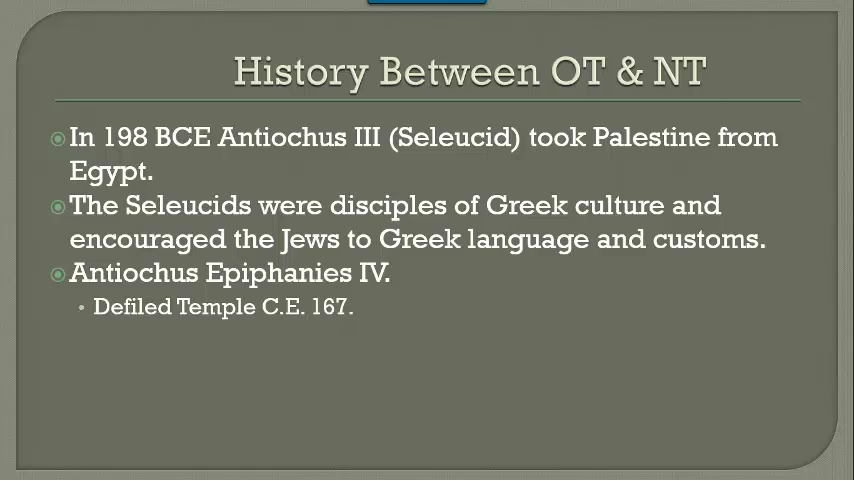 History Between OT & NT
In 198 BCE Antiochus III (Seleucid) took Palestine from
Egypt.
The Seleucids were disciples of Greek culture and
encouraged the Jews to Greek language and customs.
Antiochus Epiphanies IV.
Defiled Temple C.E. 167.